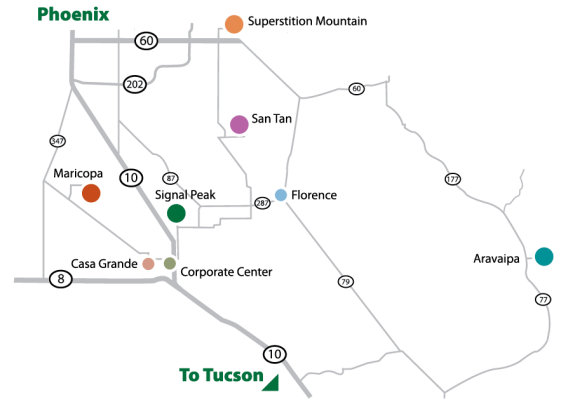 Phoenix
Superstition Mountain
60
202
60
San Tan
347
Maricopa
10
87
177
Signal Peak
287
Florence
Casa Grande
Corporate Center
Aravaipa
8
79
77
10
To Tucson